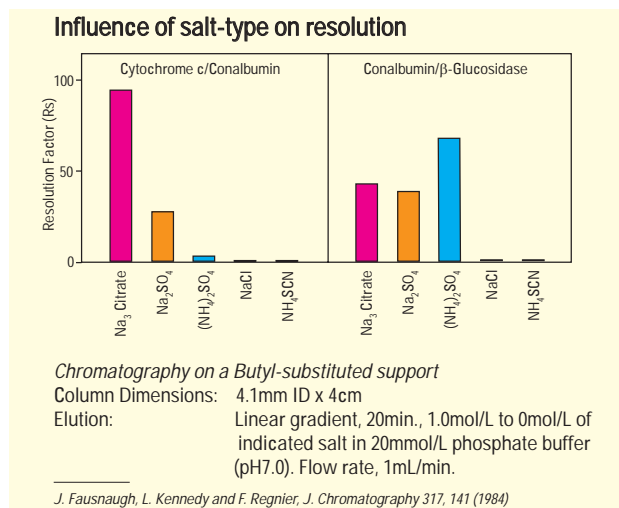 Influence of salt-type on resolution
Cytochrome c/Conalbumin
Conalbumin/β-Glucosidase
Resolution Factor (Rs)
100
50
0
Na₃ Citrate
Na₂SO₄
(NH₄)₂SO₄
NaCl
NH₄SCN
Na₃ Citrate
Na₂SO₄
(NH₄)₂SO₄
NaCl
NH₄SCN
Chromatography on a Butyl-substituted support
Column Dimensions: 4.1mm ID x 4cm
Elution: Linear gradient, 20min., 1.0mol/L to 0mol/L of
indicated salt in 20mmol/L phosphate buffer
(pH7.0). Flow rate, 1mL/min.
J. Fausnaugh, L. Kennedy and F. Regnier, J. Chromatography 317, 141 (1984)